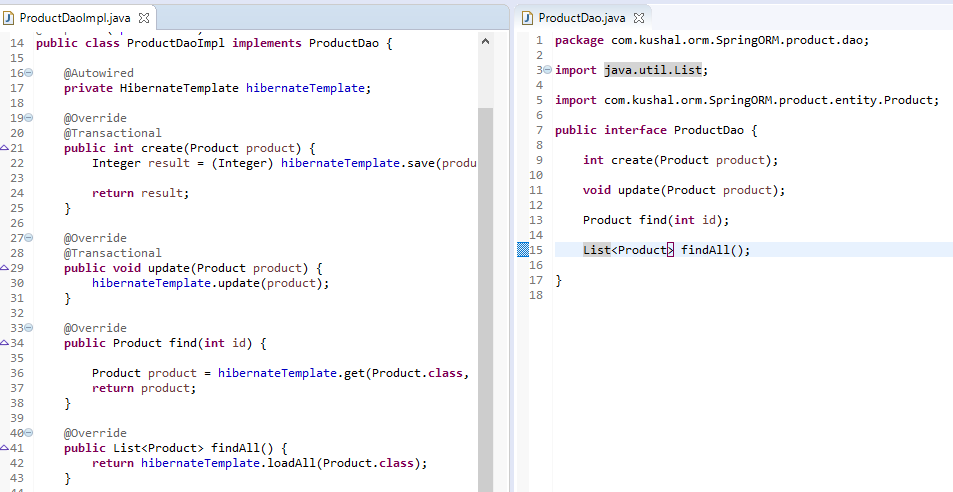 ProductDaoImpl.java
14 public class ProductDaoImpl implements ProductDao {
15
16 @Autowired
17 private HibernateTemplate hibernateTemplate;
18
19 @Override
20 @Transactional
21 public int create(Product product) {
22 Integer result = (Integer) hibernateTemplate.save(produ
23
24 return result;
25 }
26
27 @Override
28 @Transactional
29 public void update(Product product) {
30 hibernateTemplate.update(product);
31 }
32
33 @Override
34 public Product find(int id) {
35
36 Product product = hibernateTemplate.get(Product.class,
37 return product;
38 }
39
40 @Override
41 public List<Product> findAll() {
42 return hibernateTemplate.loadAll(Product.class);
43 }
ProductDao.java
1 package com.kushal.orm.SpringORM.product.dao;
2
3 import java.util.List;
4
5 import com.kushal.orm.SpringORM.product.entity.Product;
6
7 public interface ProductDao {
8
9 int create(Product product);
10
11 void update(Product product);
12
13 Product find(int id);
14
15 List<Product> findAll();
16
17 }
18